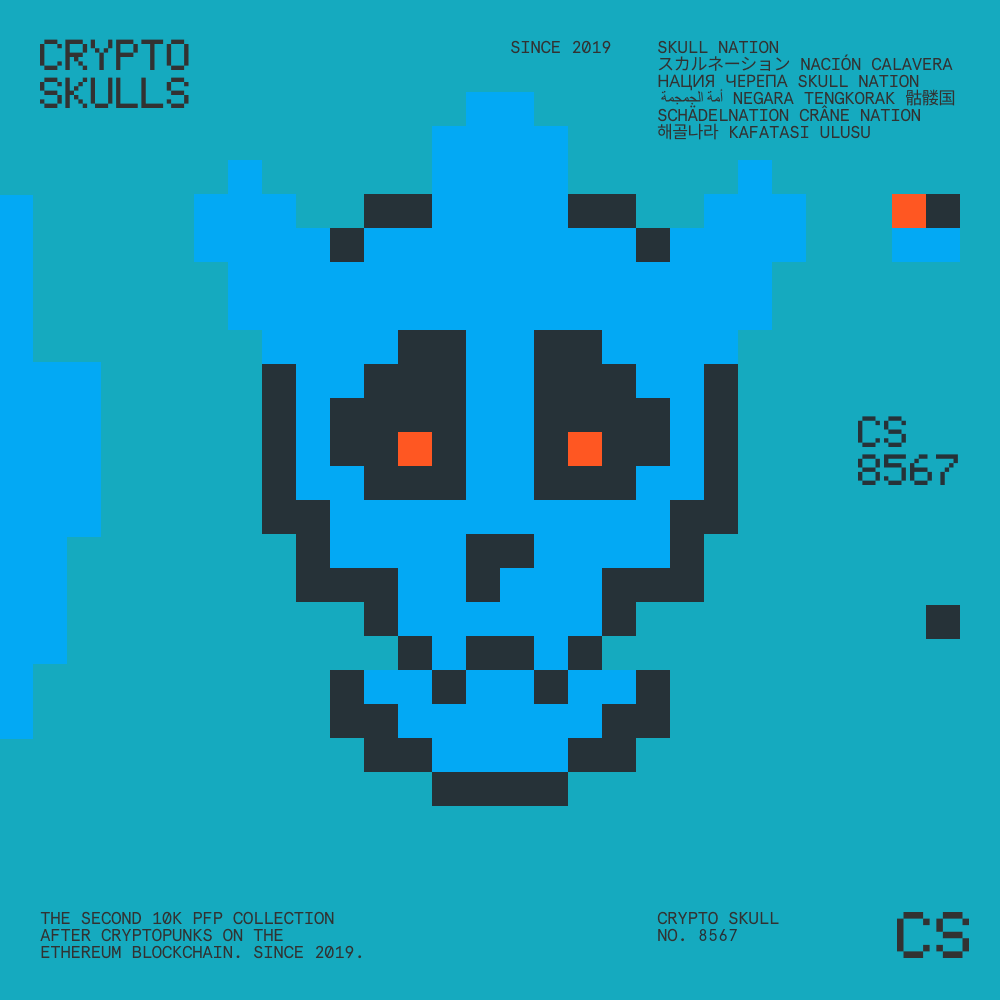 CRYPTO
SKULLS
SINCE 2019
SKULL NATION
スカルネーション NACIÓN CALAVERA
НАЦИЯ ЧЕРЕПА SKULL NATION
أمة الجمجمة NEGARA TENGKORAK 骷髅国
SCHÄDELNATION CRÂNE NATION
해골나라 KAFATASI ULUSU
CS
8567
THE SECOND 10K PFP COLLECTION
AFTER CRYPTOPUNKS ON THE
ETHEREUM BLOCKCHAIN. SINCE 2019.
CRYPTO SKULL
NO. 8567
CS